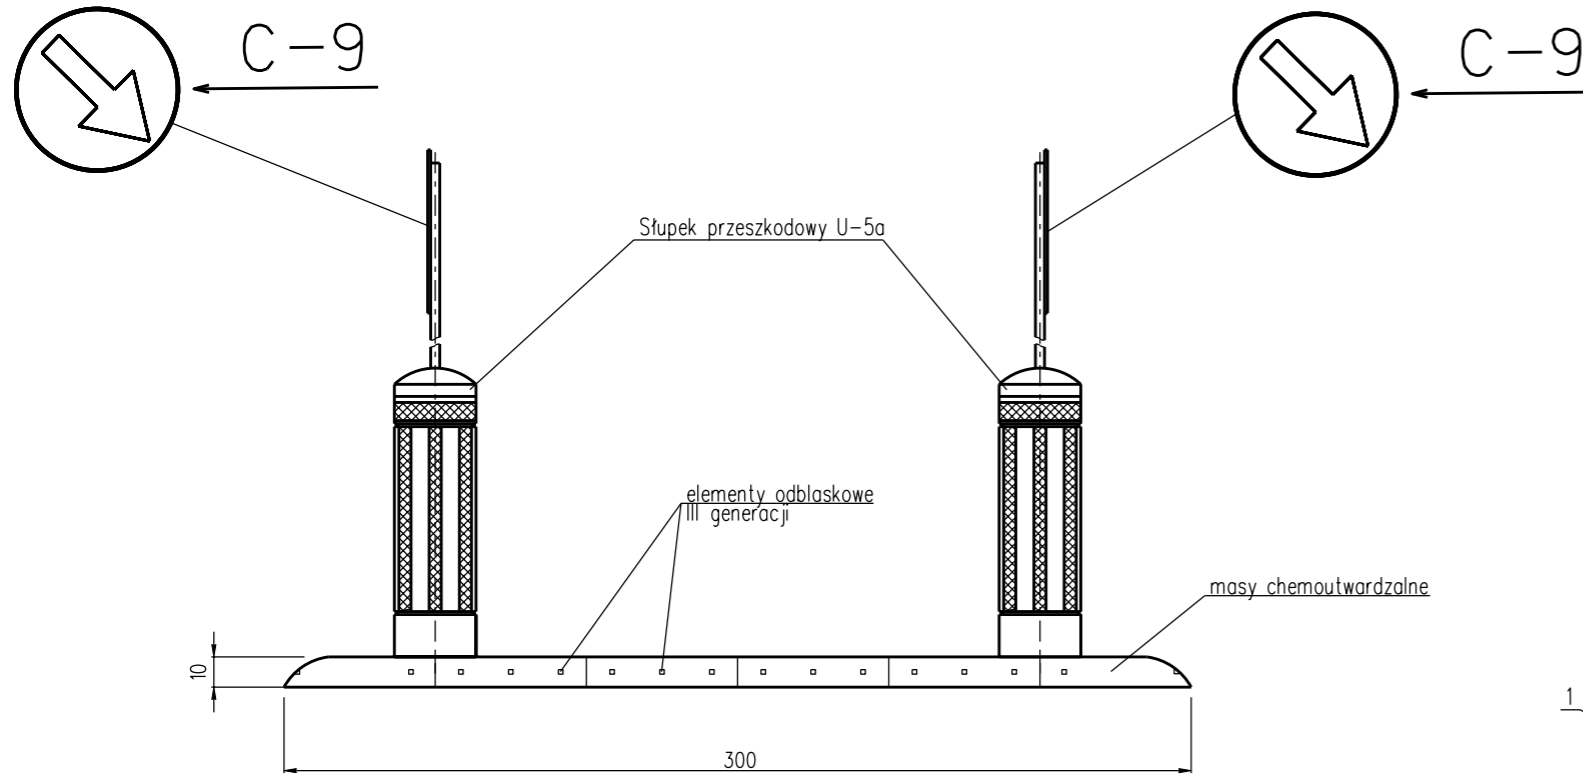 C-9
C-9
Słupek przeszkodowy U-5a
elementy odblaskowe
III generacji
masy chemoutwardzalne
10
1
300